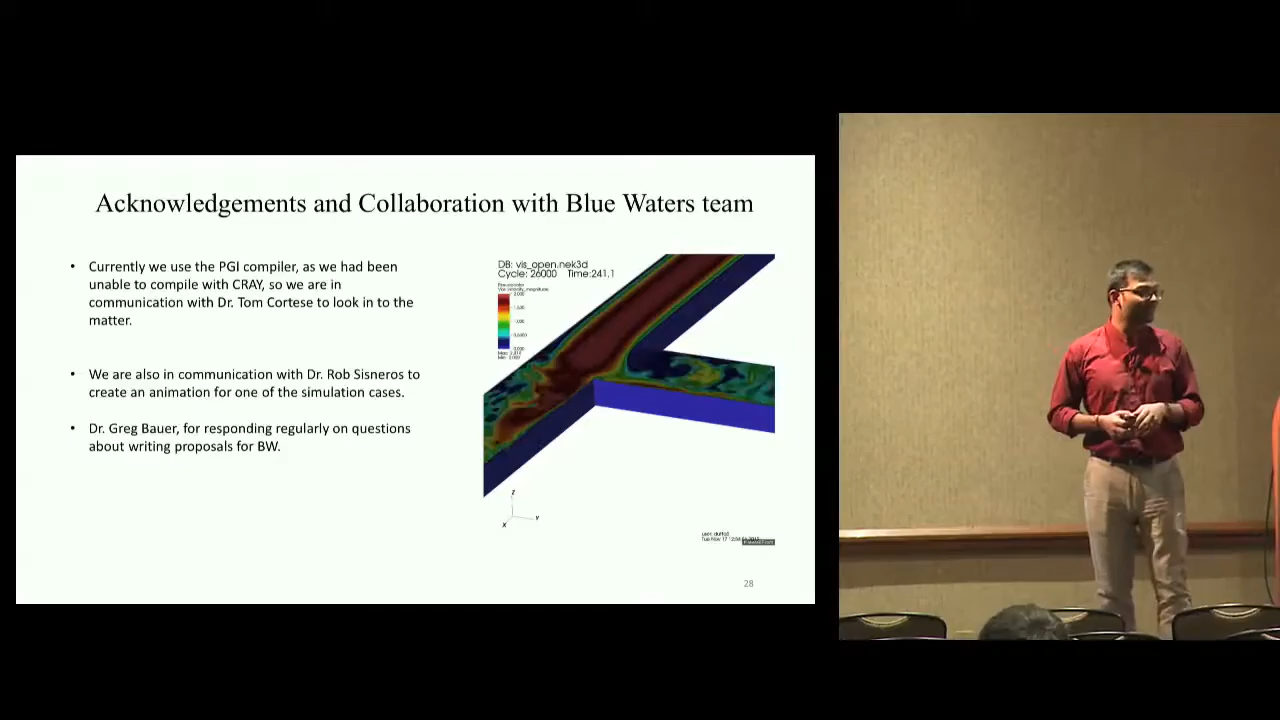 Acknowledgements and Collaboration with Blue Waters team
• Currently we use the PGI compiler, as we had been
unable to compile with CRAY, so we are in
communication with Dr. Tom Cortese to look in to the
matter.
• We are also in communication with Dr. Rob Sisneros to
create an animation for one of the simulation cases.
• Dr. Greg Bauer, for responding regularly on questions
about writing proposals for BW.
DB: vis_open.nek3d
Cycle: 26000 Time:241.1
z
x
y
28